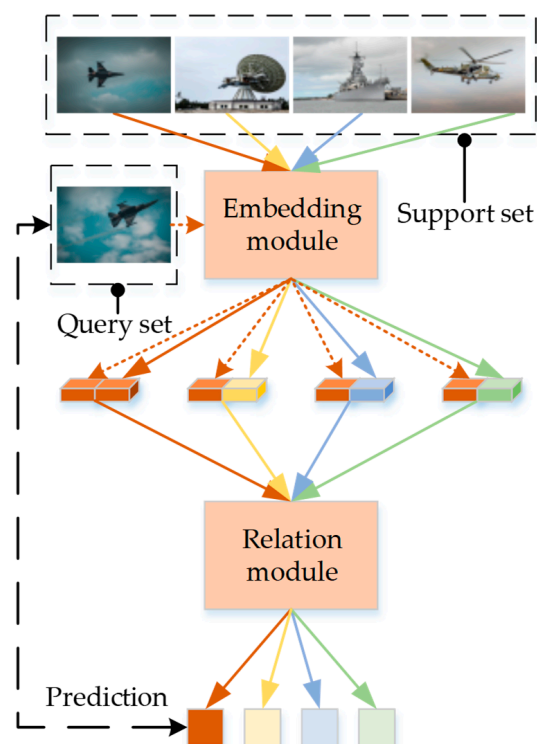 Support set
Embedding
module
Query set
Relation
module
Prediction